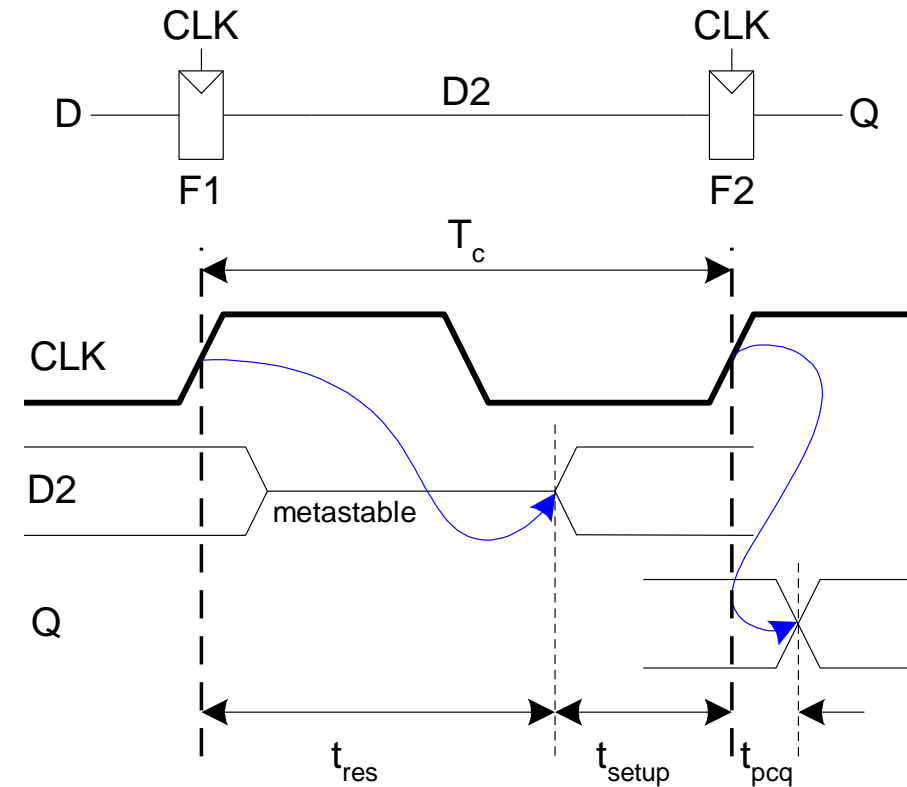 CLK CLK
D D2 Q
F1 F2
Tc
CLK
D2
metastable
Q
tres tsetup tpcq